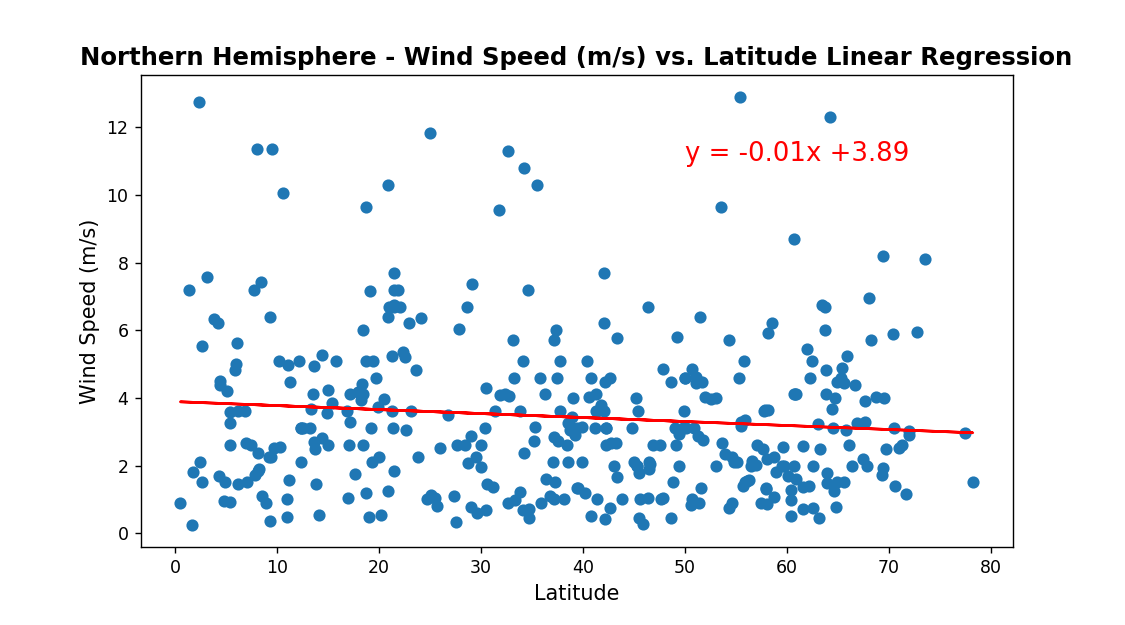 Northern Hemisphere - Wind Speed (m/s) vs. Latitude Linear Regression
12
10
8
6
4
2
0
Wind Speed (m/s)
y = -0.01x +3.89
0 10 20 30 40 50 60 70 80
Latitude